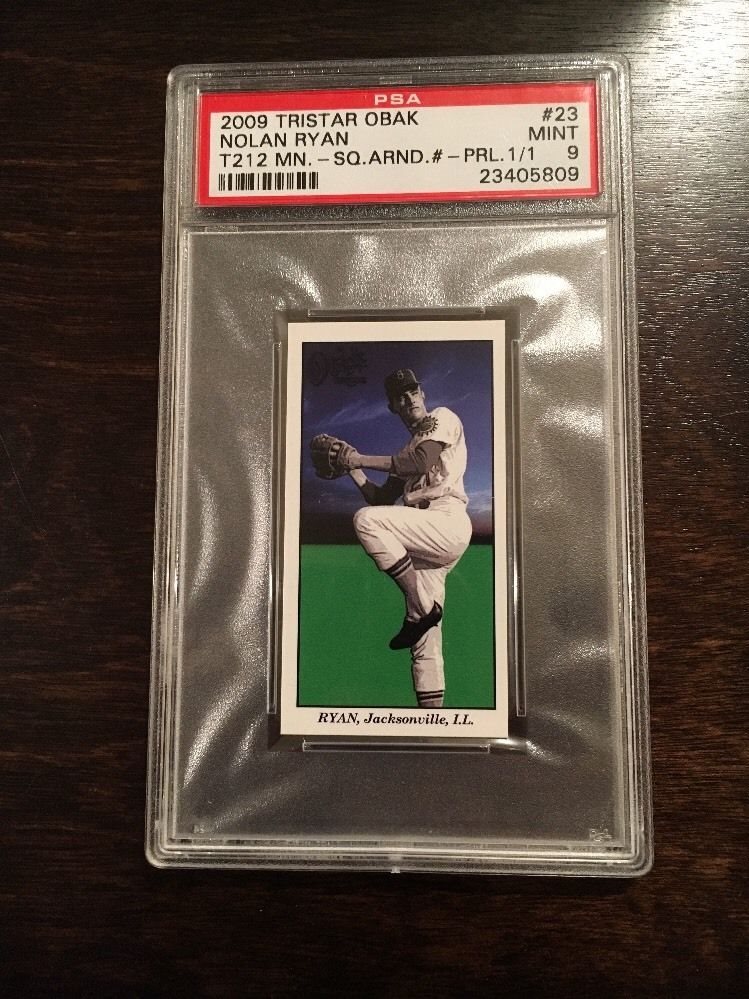 PSA
2009 TRISTAR OBAK #23
NOLAN RYAN MINT
T212 MN.-SQ.ARND.#-PRL.1/1 9
23405809
RYAN, Jacksonville, I.L.